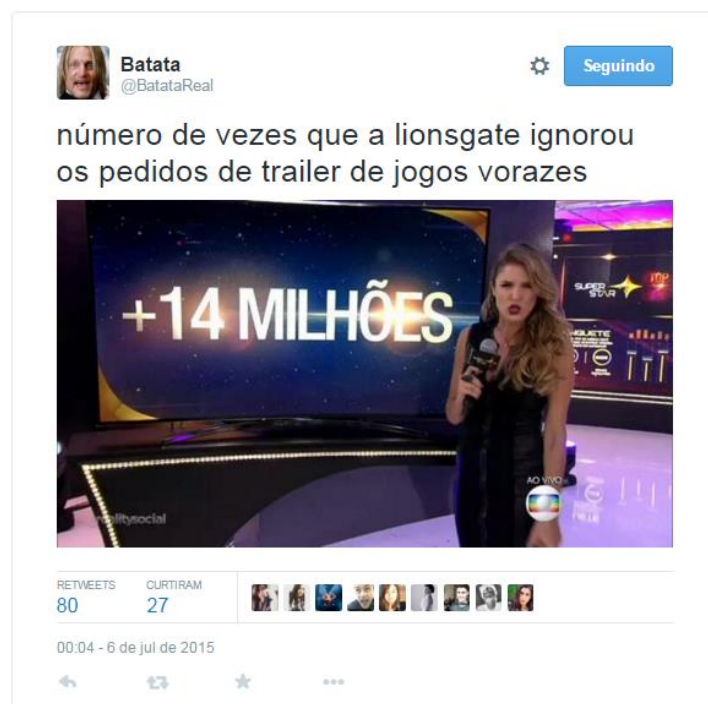 Batata
@BatataReal
Seguindo
número de vezes que a lionsgate ignorou
os pedidos de trailer de jogos vorazes
+14 MILHÕES
SUPER
STAR
TOP
AO VIVO
RETWEETS
CURTIRAM
80
27
00:04 - 6 de jul de 2015